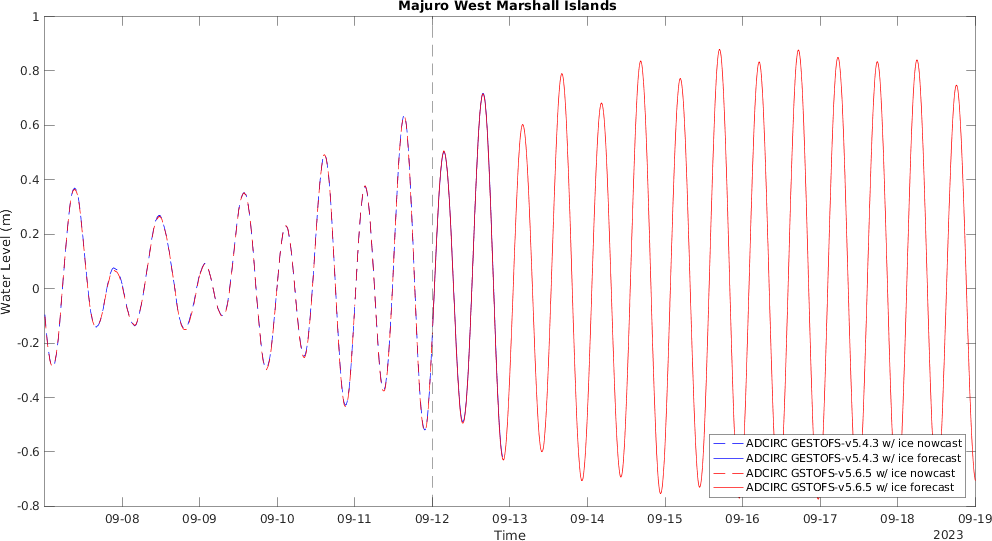 Majuro West Marshall Islands
Water Level (m)
1
0.8
0.6
0.4
0.2
0
-0.2
-0.4
-0.6
-0.8
ADCIRC GESTOFS-v5.4.3 w/ ice nowcast
ADCIRC GESTOFS-v5.4.3 w/ ice forecast
ADCIRC GSTOFS-v5.6.5 w/ ice nowcast
ADCIRC GSTOFS-v5.6.5 w/ ice forecast
09-08 09-09 09-10 09-11 09-12 09-13 09-14 09-15 09-16 09-17 09-18 09-19
Time
2023